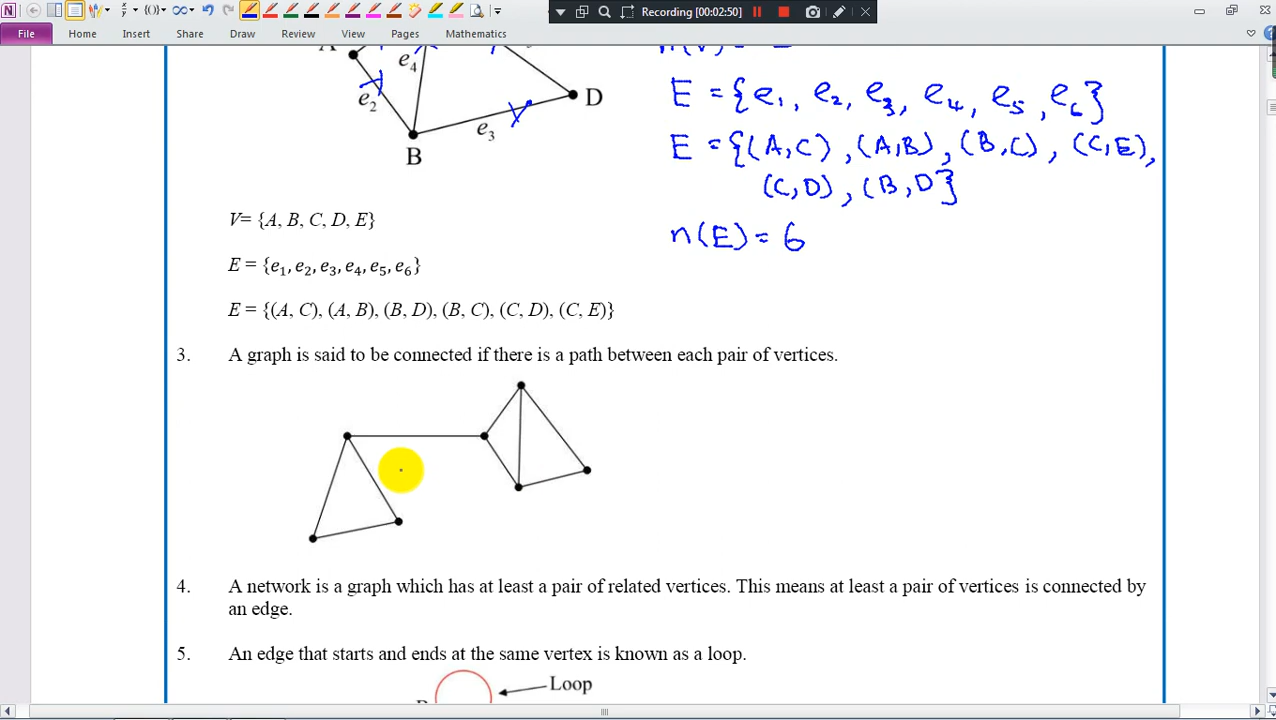 Recording [00:02:50]
File Home Insert Draw Review View Pages Mathematics
e4
e2
D
e3
B
E = {e1, e2, e3, e4, e5, e6}
E = {(A, C), (A, B), (B, C), (C, E),
(C, D), (B, D}
n(E) = 6
V= {A, B, C, D, E}
E = {e1, e2, e3, e4, e5, e6}
E = {(A, C), (A, B), (B, D), (B, C), (C, D), (C, E)}
3. A graph is said to be connected if there is a path between each pair of vertices.
4. A network is a graph which has at least a pair of related vertices. This means at least a pair of vertices is connected by
an edge.
5. An edge that starts and ends at the same vertex is known as a loop.
Loop